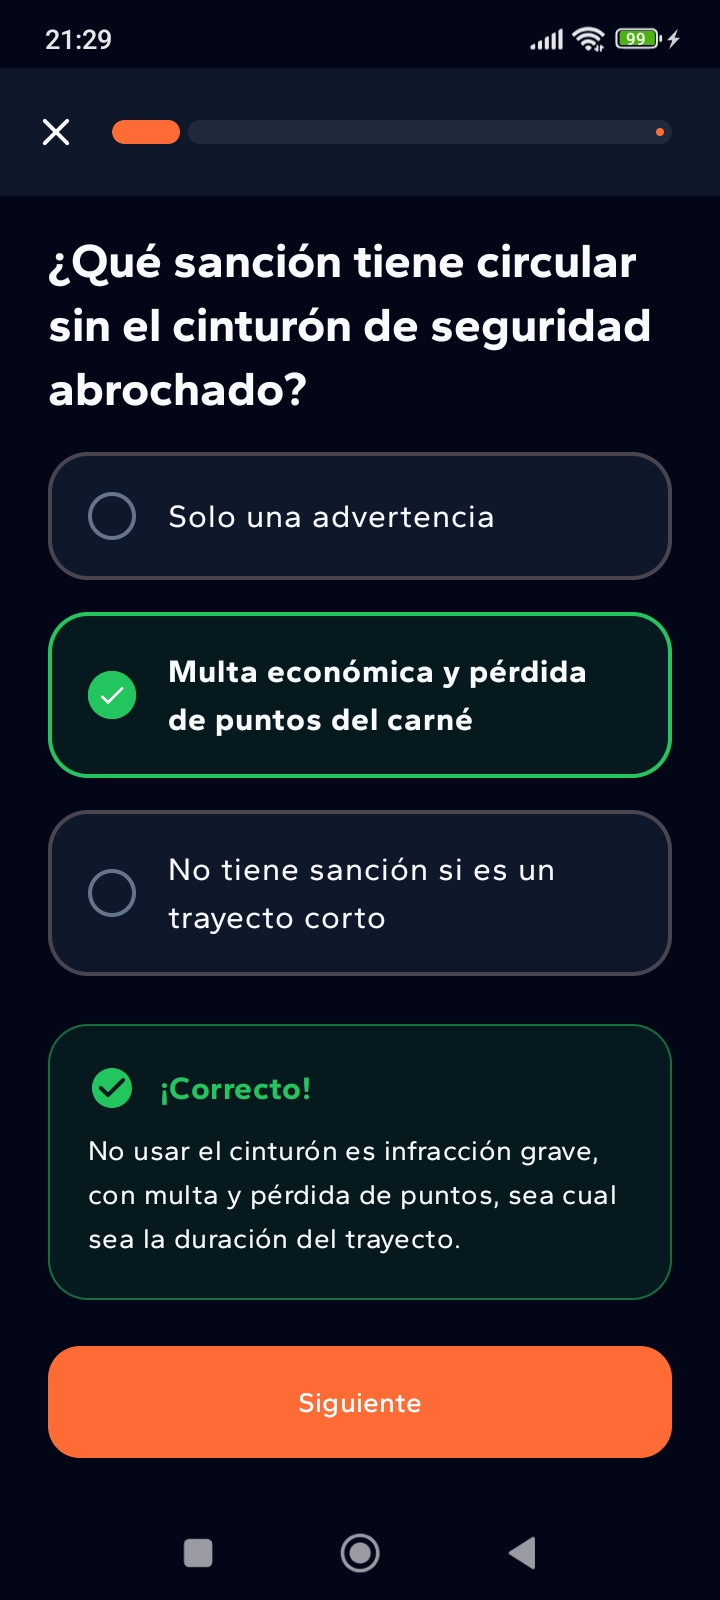 21:29
99
¿Qué sanción tiene circular
sin el cinturón de seguridad
abrochado?
Solo una advertencia
Multa económica y pérdida
de puntos del carné
No tiene sanción si es un
trayecto corto
¡Correcto!
No usar el cinturón es infracción grave,
con multa y pérdida de puntos, sea cual
sea la duración del trayecto.
Siguiente